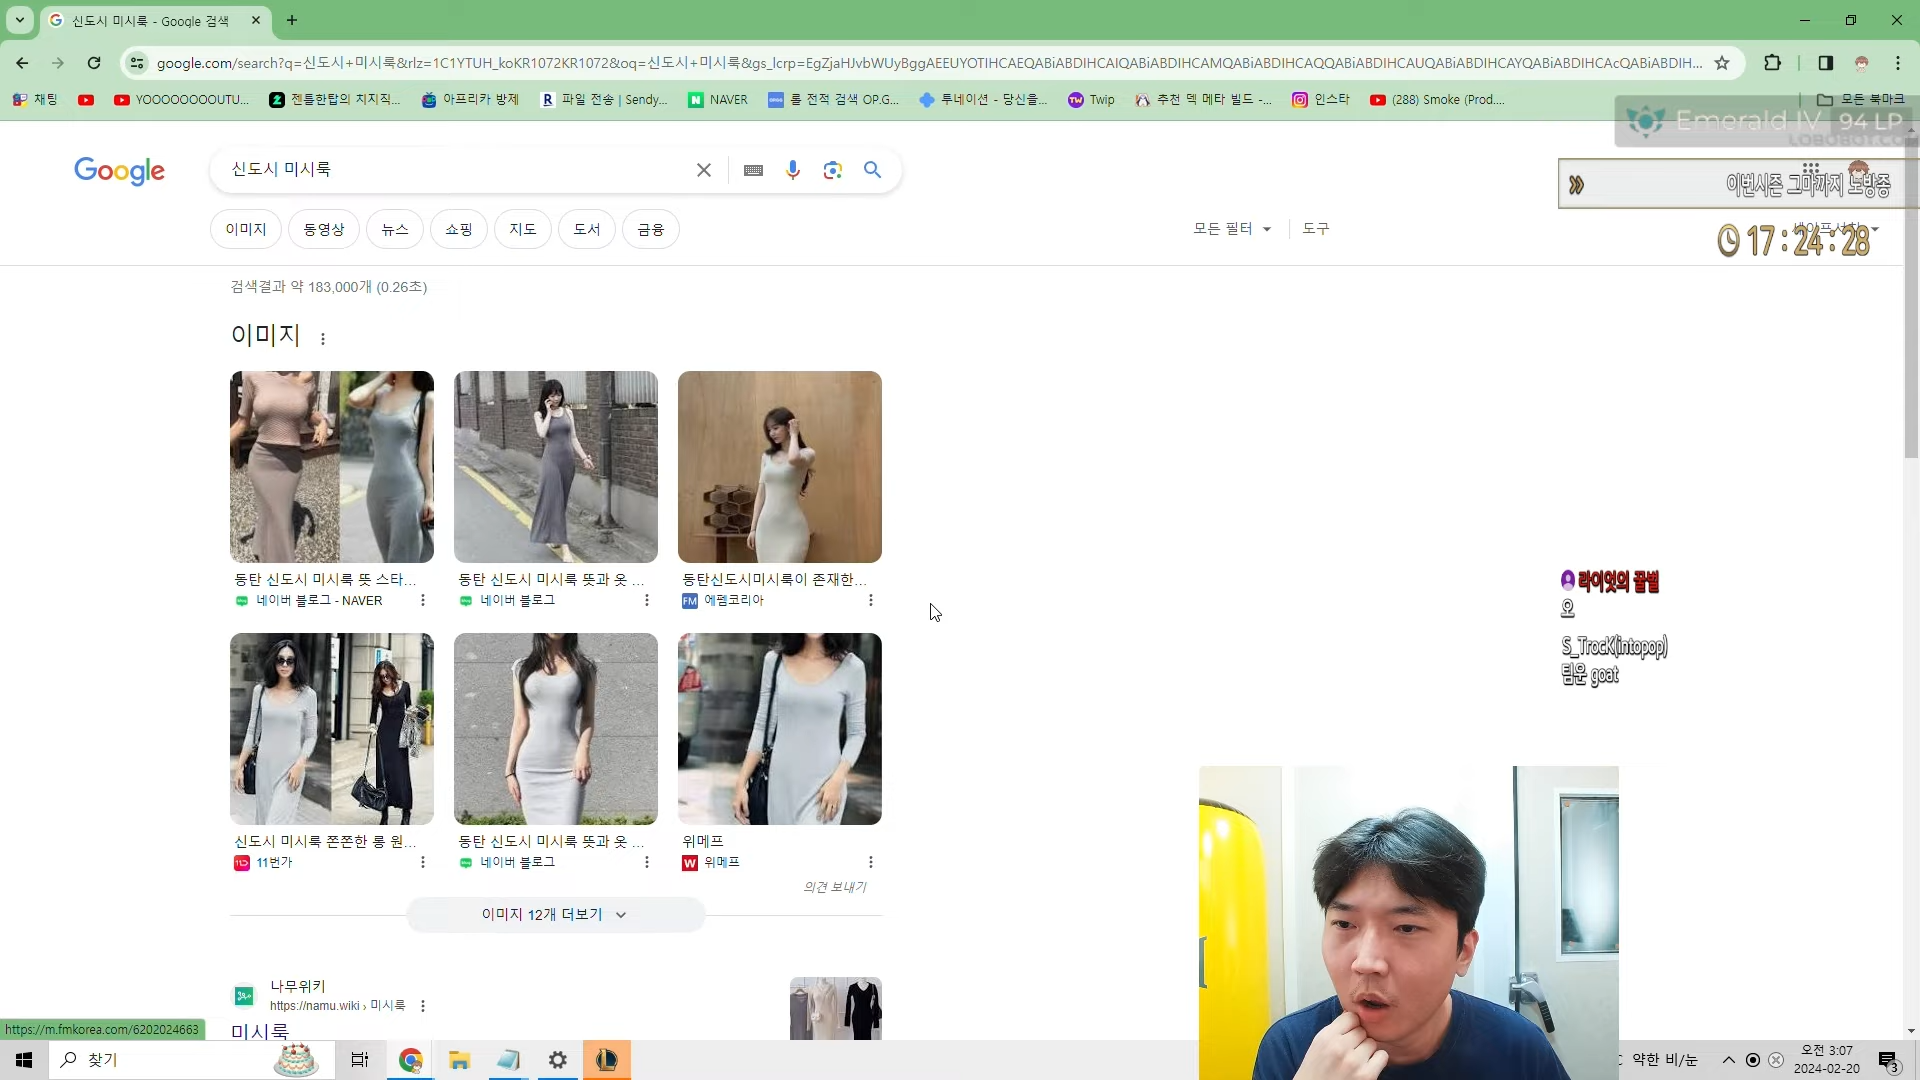 신도시 미시룩 - Google 검색
google.com/search?q=신도시+미시룩&rlz=1C1YTUH_koKR1072KR1072&oq=신도시+미시룩&gs_lcrp=EgZjaHJvbWUyBggAEEUYOTIHCAEQABiABDIHCAIQABiABDIHCAMQABiABDIHCAQQABiABDIHCAUQABiABDIHCAYQABiABDIHCAcQABiABDIH...
채팅
YOOOOOOOOUTU...
젠틀한탑의 치지직...
아프리카 방제
파일 전송 | Sendy...
NAVER
롤 전적 검색 OP.G...
투네이션 - 당신을...
Twip
추천 덱 메타 빌드 -...
인스타
(288) Smoke (Prod....
모든 북마크
Emerald IV 94 LP
LOBOBOT.CO
Google
신도시 미시룩
이번시즌 그마까지 노방종
이미지
동영상
뉴스
쇼핑
지도
도서
금융
모든 필터
도구
17:24:28
검색결과 약 183,000개 (0.26초)
이미지
동탄 신도시 미시룩 뜻 스타...
네이버 블로그 - NAVER
동탄 신도시 미시룩 뜻과 옷 ...
네이버 블로그
동탄신도시미시룩이 존재한...
에펨코리아
라이엇의 꿀벌
오
S_TrocK(intopop)
팀운 goat
신도시 미시룩 쫀쫀한 롱 원...
11번가
동탄 신도시 미시룩 뜻과 옷 ...
네이버 블로그
위메프
위메프
의견 보내기
이미지 12개 더보기
나무위키
https://namu.wiki › 미시룩
미시룩
https://m.fmkorea.com/6202024663
찾기
약한 비/눈
오전 3:07
2024-02-20
3